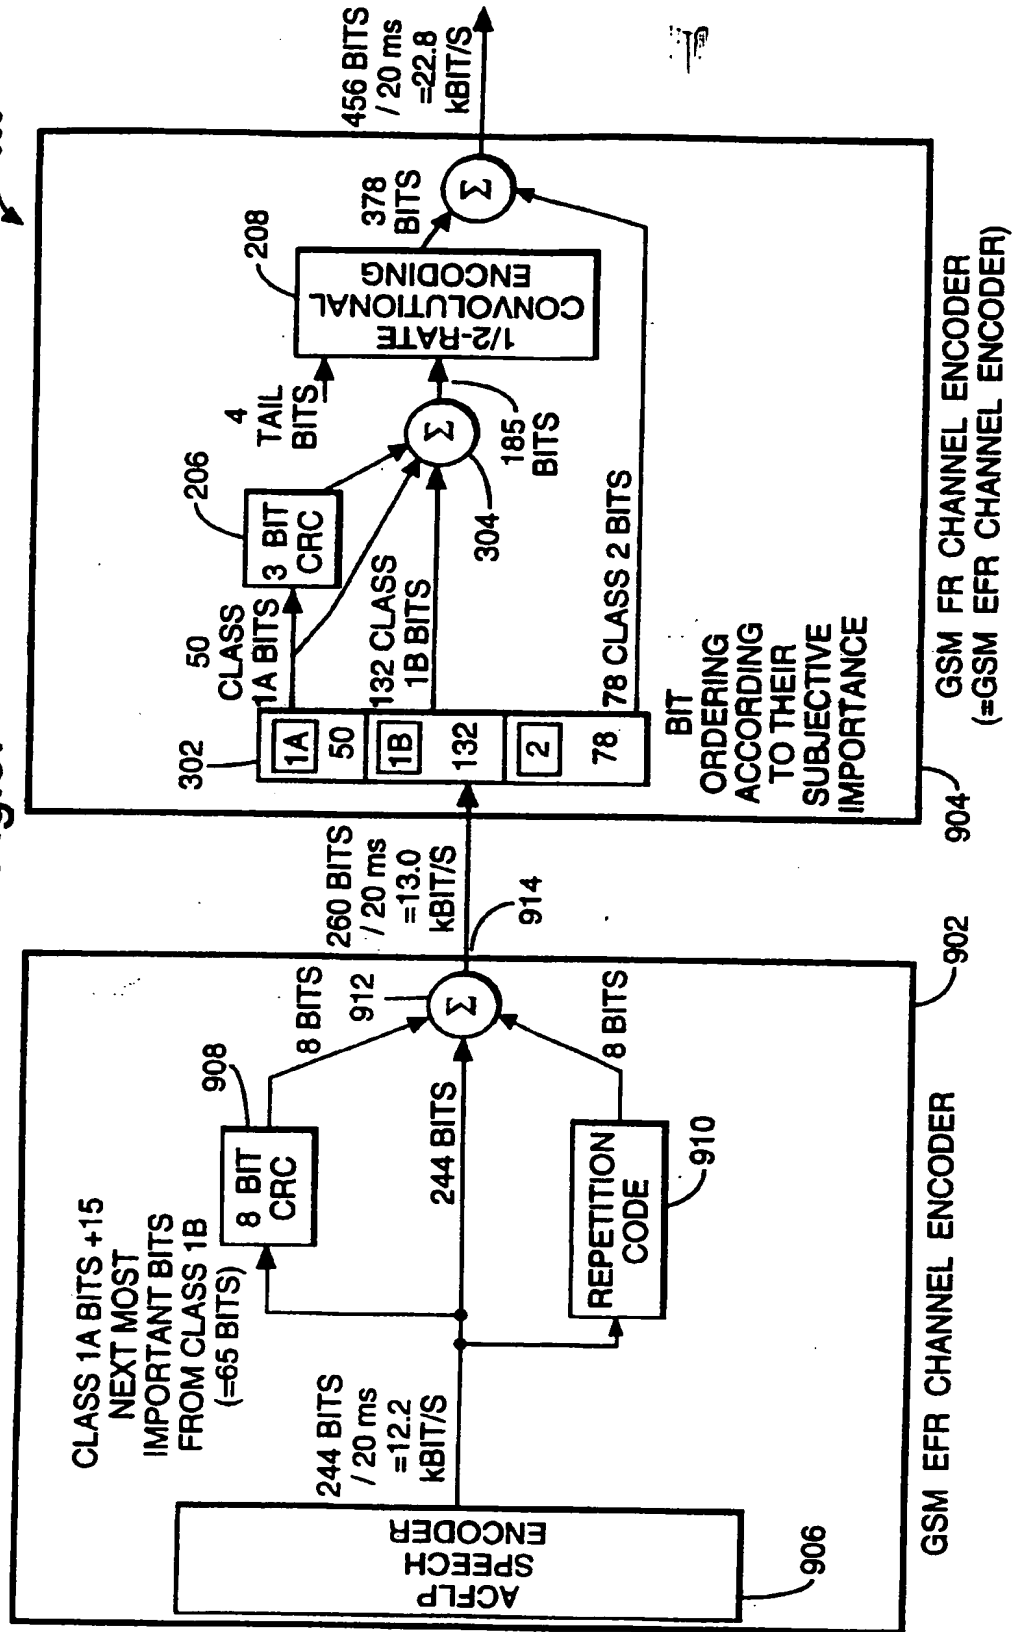 ACFLP
SPEECH
ENCODER
906
244 BITS
/ 20 ms
=12.2
kBIT/S
CLASS 1A BITS +15
NEXT MOST
IMPORTANT BITS
FROM CLASS 1B
(=65 BITS)
8 BIT
CRC
908
8 BITS
244 BITS
REPETITION
CODE
910
8 BITS
912
Σ
914
902
GSM EFR CHANNEL ENCODER
260 BITS
/ 20 ms
=13.0
kBIT/S
302
1A
50
1B
132
2
78
BIT
ORDERING
ACCORDING
TO THEIR
SUBJECTIVE
IMPORTANCE
50
CLASS
1A BITS
132 CLASS
1B BITS
78 CLASS 2 BITS
206
3 BIT
CRC
Σ
304
185
BITS
4
TAIL
BITS
208
1/2-RATE
CONVOLUTIONAL
ENCODING
378
BITS
Σ
456 BITS
/ 20 ms
=22.8
kBIT/S
904
GSM FR CHANNEL ENCODER
(=GSM EFR CHANNEL ENCODER)